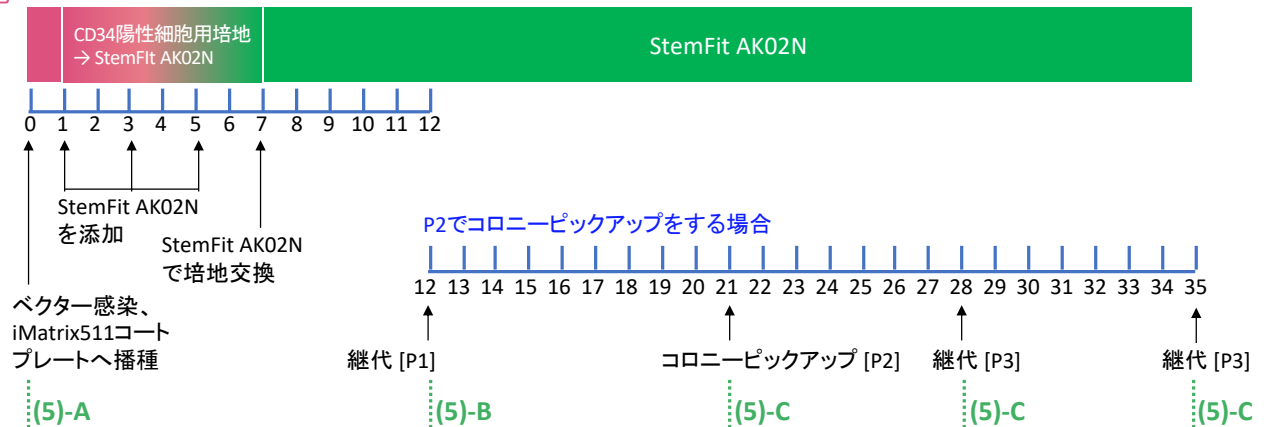 CD34陽性細胞用培地
→ StemFIt AK02N
StemFit AK02N
0 1 2 3 4 5 6 7 8 9 10 11 12
StemFit AK02N
を添加
StemFit AK02N
で培地交換
ベクター感染、
iMatrix511コート
プレートへ播種
P2でコロニーピックアップをする場合
12 13 14 15 16 17 18 19 20 21 22 23 24 25 26 27 28 29 30 31 32 33 34 35
継代 [P1]
コロニーピックアップ [P2]
継代 [P3]
継代 [P3]
(5)-A
(5)-B
(5)-C
(5)-C
(5)-C